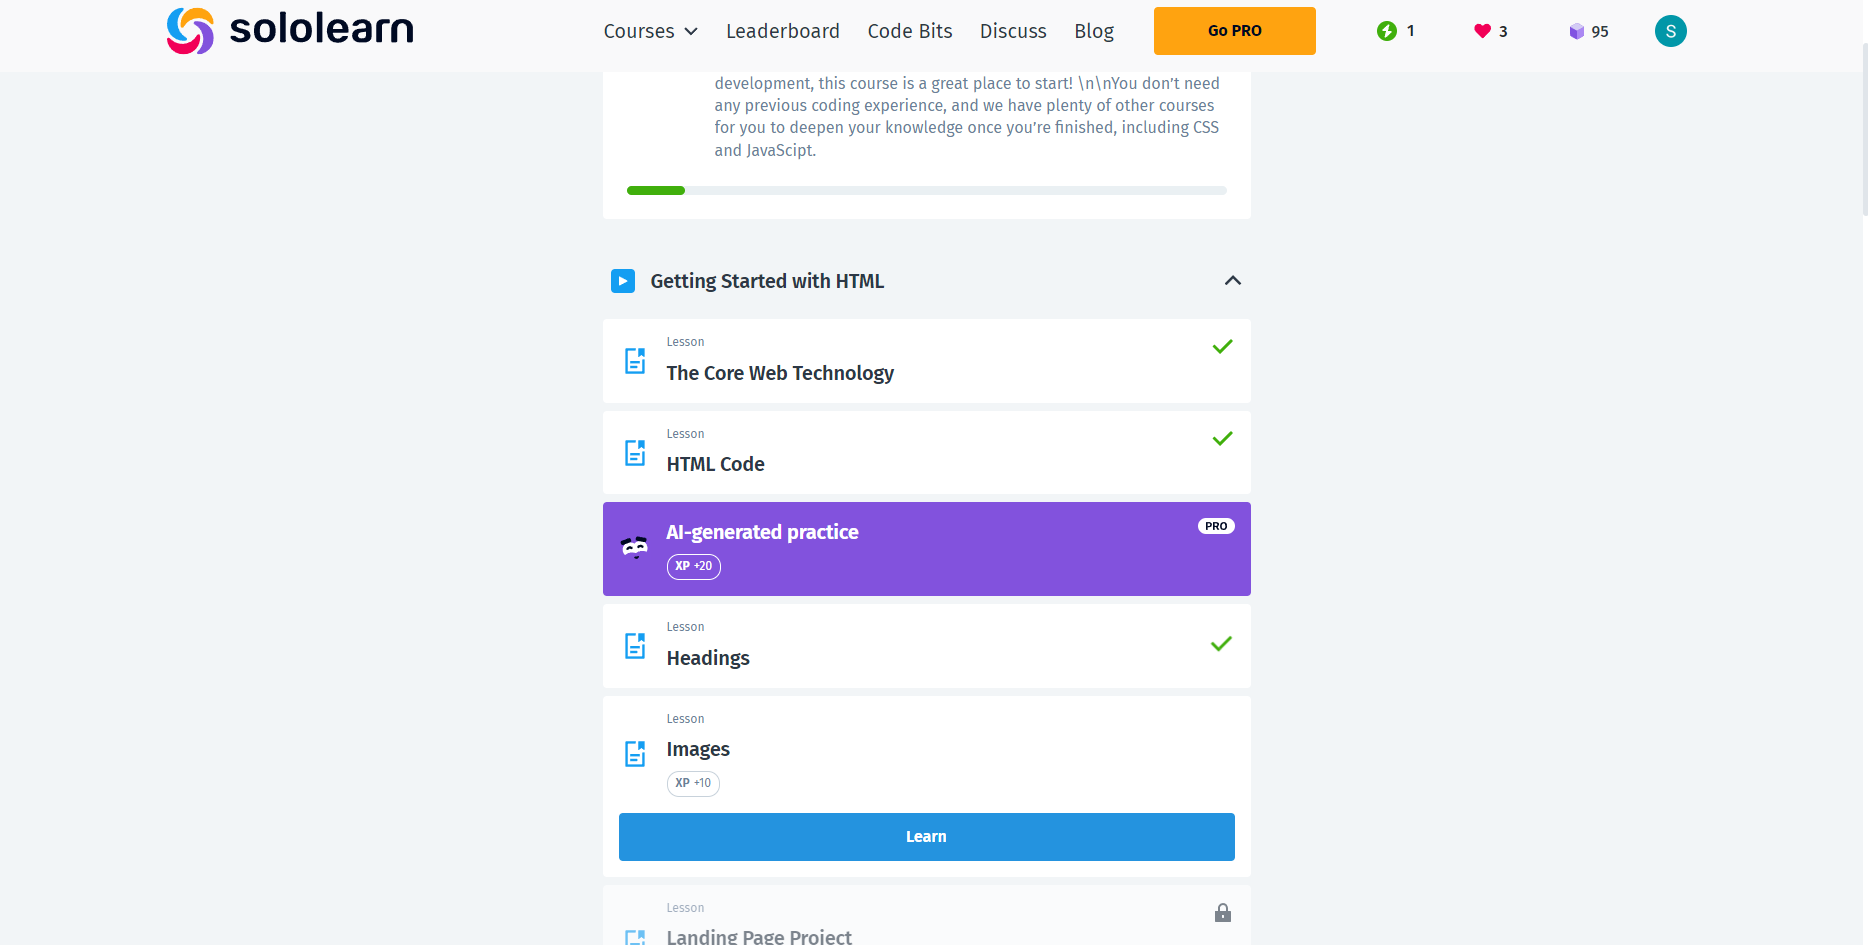 sololearn
Courses
Leaderboard
Code Bits
Discuss
Blog
Go PRO
1
3
95
S
development, this course is a great place to start! \n\nYou don’t need
any previous coding experience, and we have plenty of other courses
for you to deepen your knowledge once you’re finished, including CSS
and JavaScipt.
Getting Started with HTML
Lesson
The Core Web Technology
Lesson
HTML Code
AI-generated practice
PRO
XP +20
Lesson
Headings
Lesson
Images
XP +10
Learn
Lesson
Landing Page Project